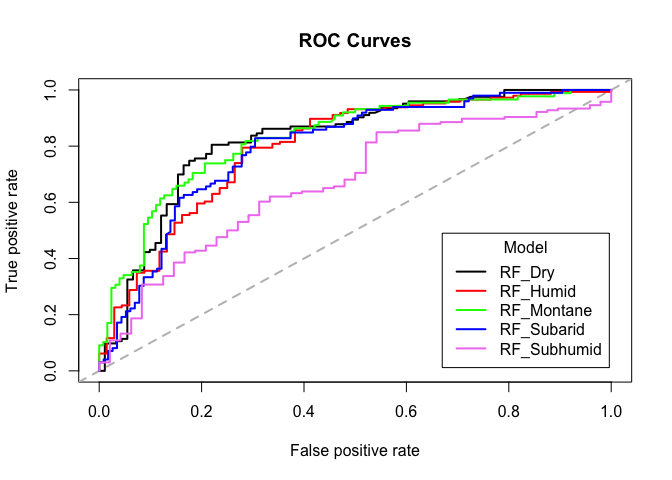 ROC Curves
True positive rate
1.0
0.8
0.6
0.4
0.2
0.0
Model
RF_Dry
RF_Humid
RF_Montane
RF_Subarid
RF_Subhumid
0.0 0.2 0.4 0.6 0.8 1.0
False positive rate